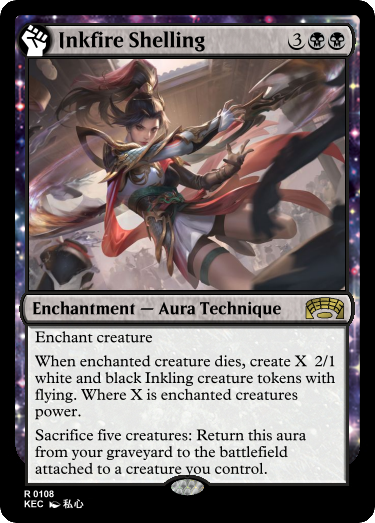 Inkfire Shelling 3
Enchantment — Aura Technique
Enchant creature
When enchanted creature dies, create X 2/1
white and black Inkling creature tokens with
flying. Where X is enchanted creatures
power.
Sacrifice five creatures: Return this aura
from your graveyard to the battlefield
attached to a creature you control.
R 0108
KEC 私心